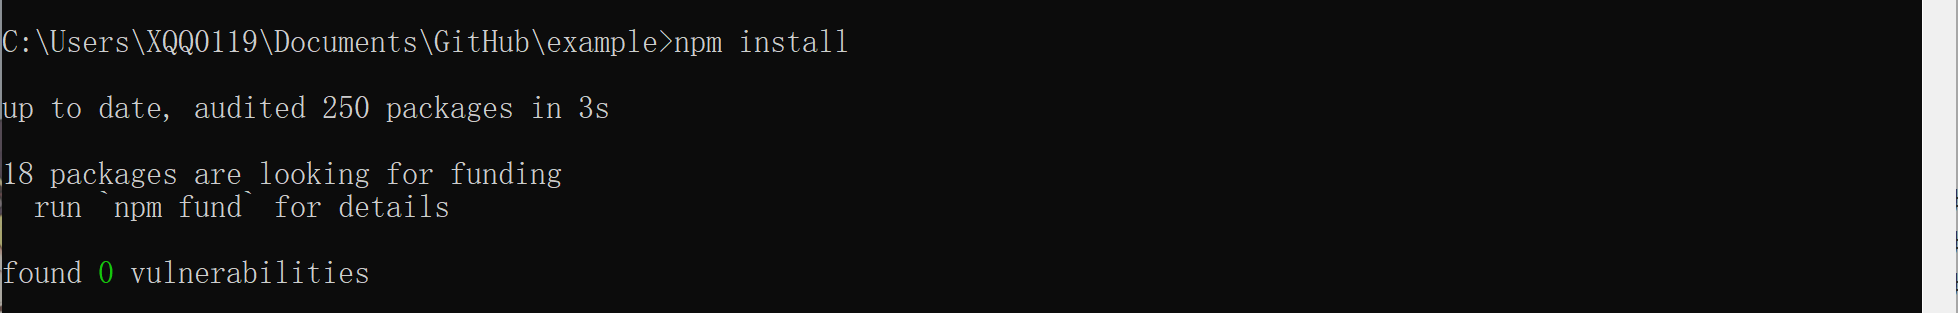 C:\Users\XQQ0119\Documents\GitHub\example>npm install
up to date, audited 250 packages in 3s
18 packages are looking for funding
  run `npm fund` for details
found 0 vulnerabilities